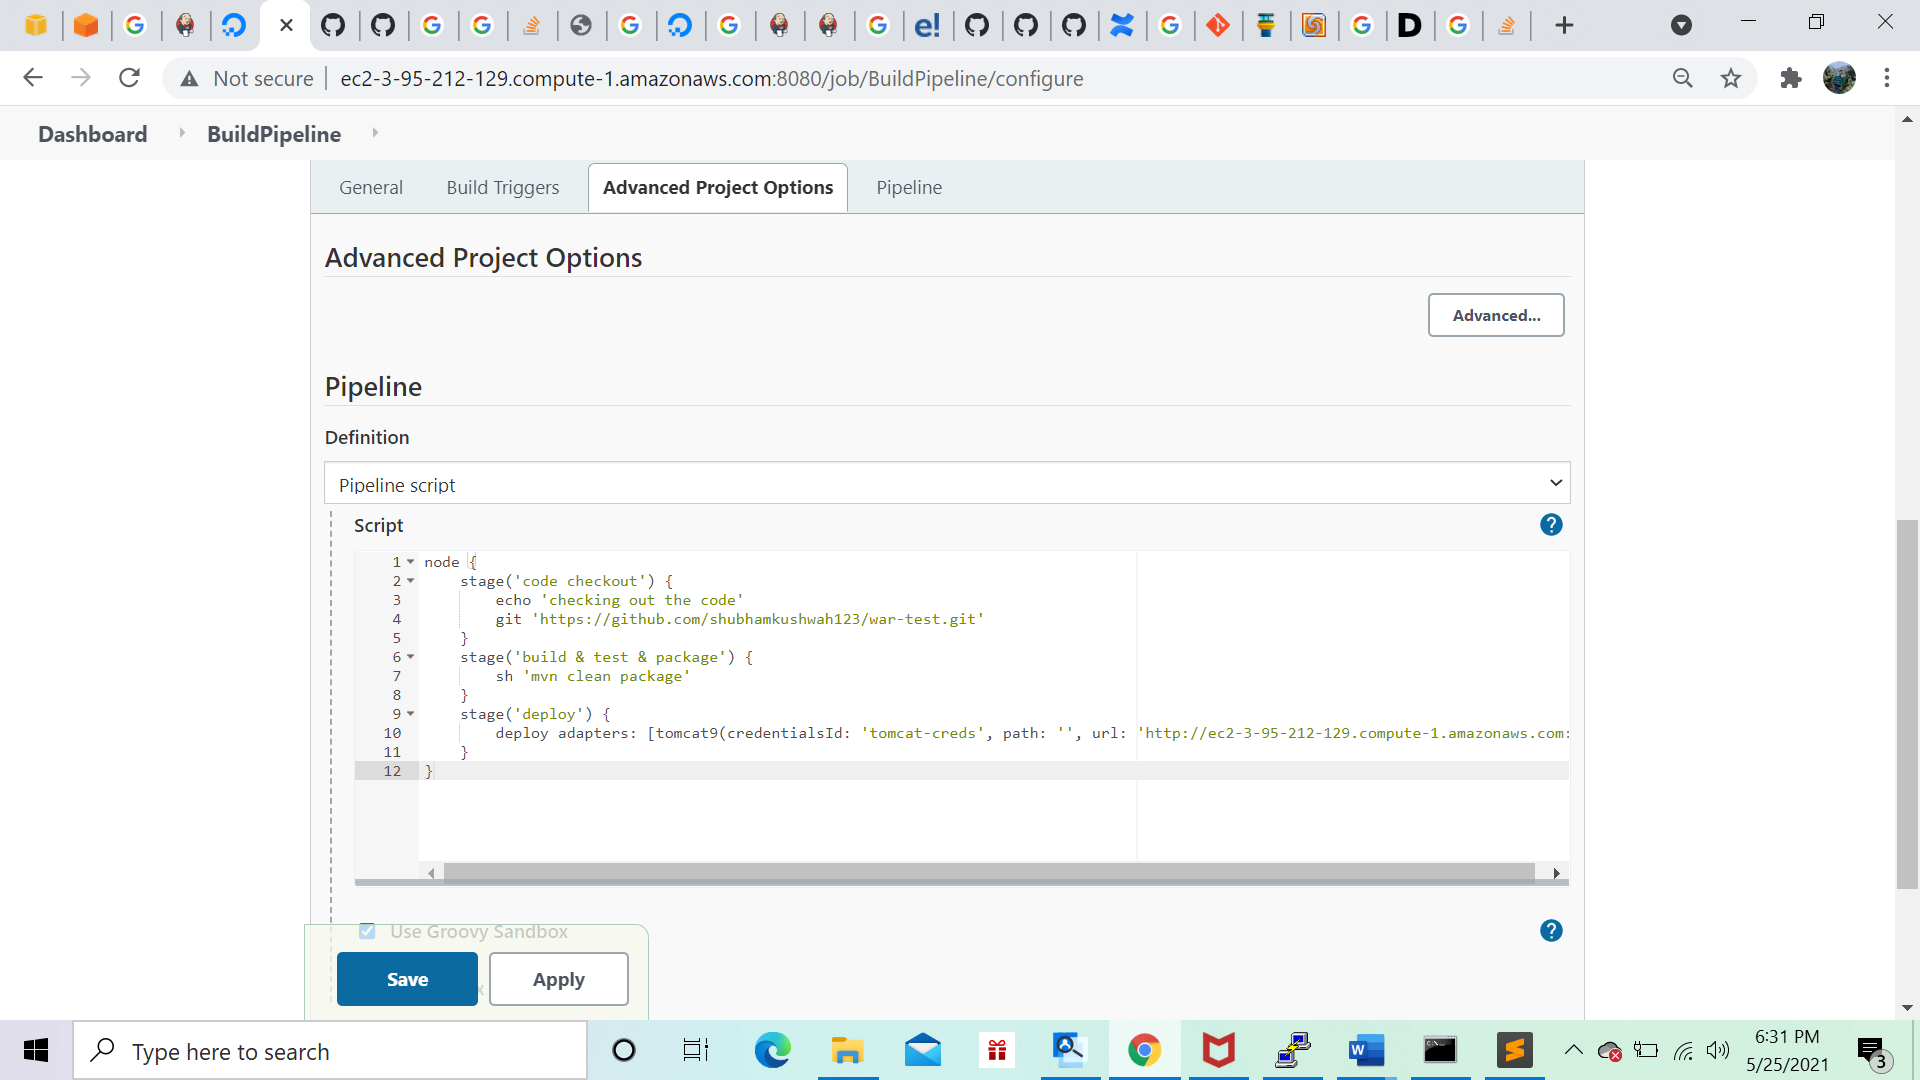 Not secure
ec2-3-95-212-129.compute-1.amazonaws.com:8080/job/BuildPipeline/configure
Dashboard
BuildPipeline
General
Build Triggers
Advanced Project Options
Pipeline
Advanced Project Options
Advanced...
Pipeline
Definition
Pipeline script
Script
?
1 node {
2 stage('code checkout') {
3 echo 'checking out the code'
4 git 'https://github.com/shubhamkushwah123/war-test.git'
5 }
6 stage('build & test & package') {
7 sh 'mvn clean package'
8 }
9 stage('deploy') {
10 deploy adapters: [tomcat9(credentialsId: 'tomcat-creds', path: '', url: 'http://ec2-3-95-212-129.compute-1.amazonaws.com:
11 }
12 }
Use Groovy Sandbox
?
Save
Apply
x
Type here to search
6:31 PM
5/25/2021
3